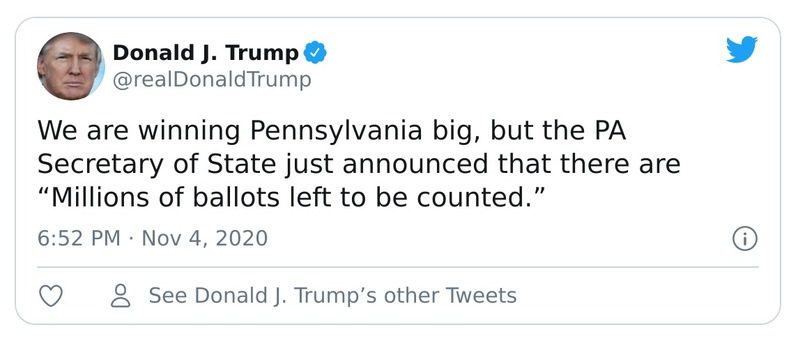 Donald J. Trump
@realDonaldTrump
We are winning Pennsylvania big, but the PA
Secretary of State just announced that there are
“Millions of ballots left to be counted.”
6:52 PM · Nov 4, 2020
See Donald J. Trump’s other Tweets